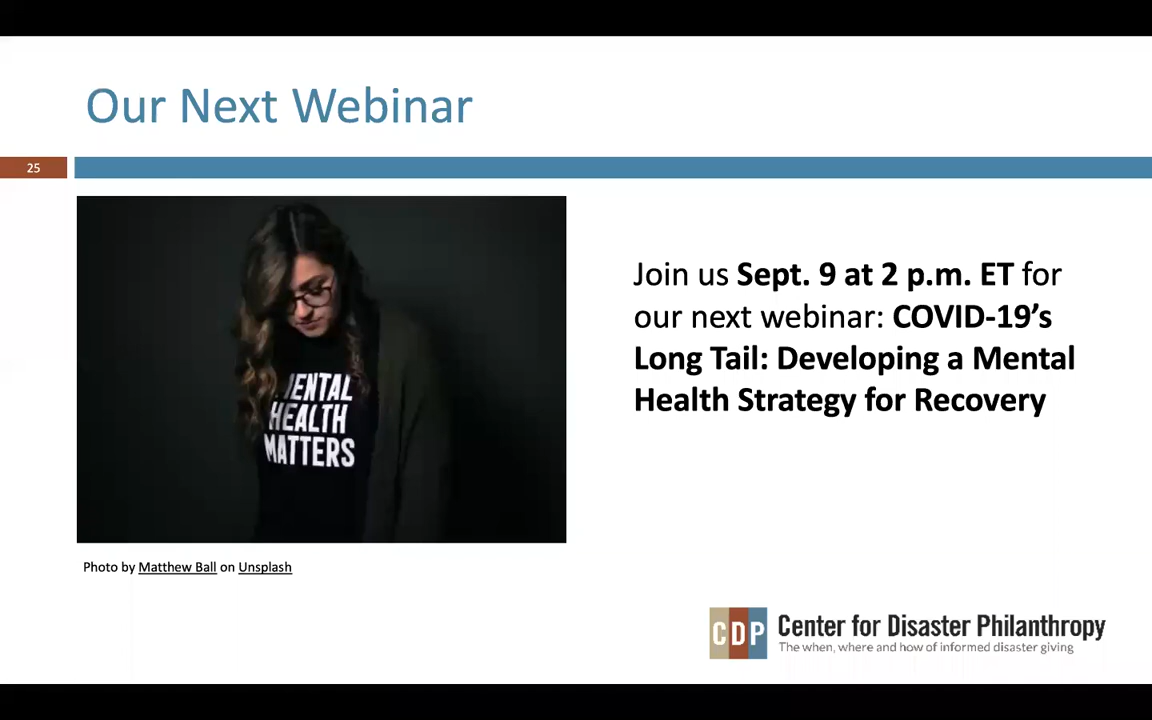 Our Next Webinar
25
MENTAL
HEALTH
MATTERS
Join us Sept. 9 at 2 p.m. ET for
our next webinar: COVID-19’s
Long Tail: Developing a Mental
Health Strategy for Recovery
Photo by Matthew Ball on Unsplash
CDP Center for Disaster Philanthropy
The when, where and how of informed disaster giving